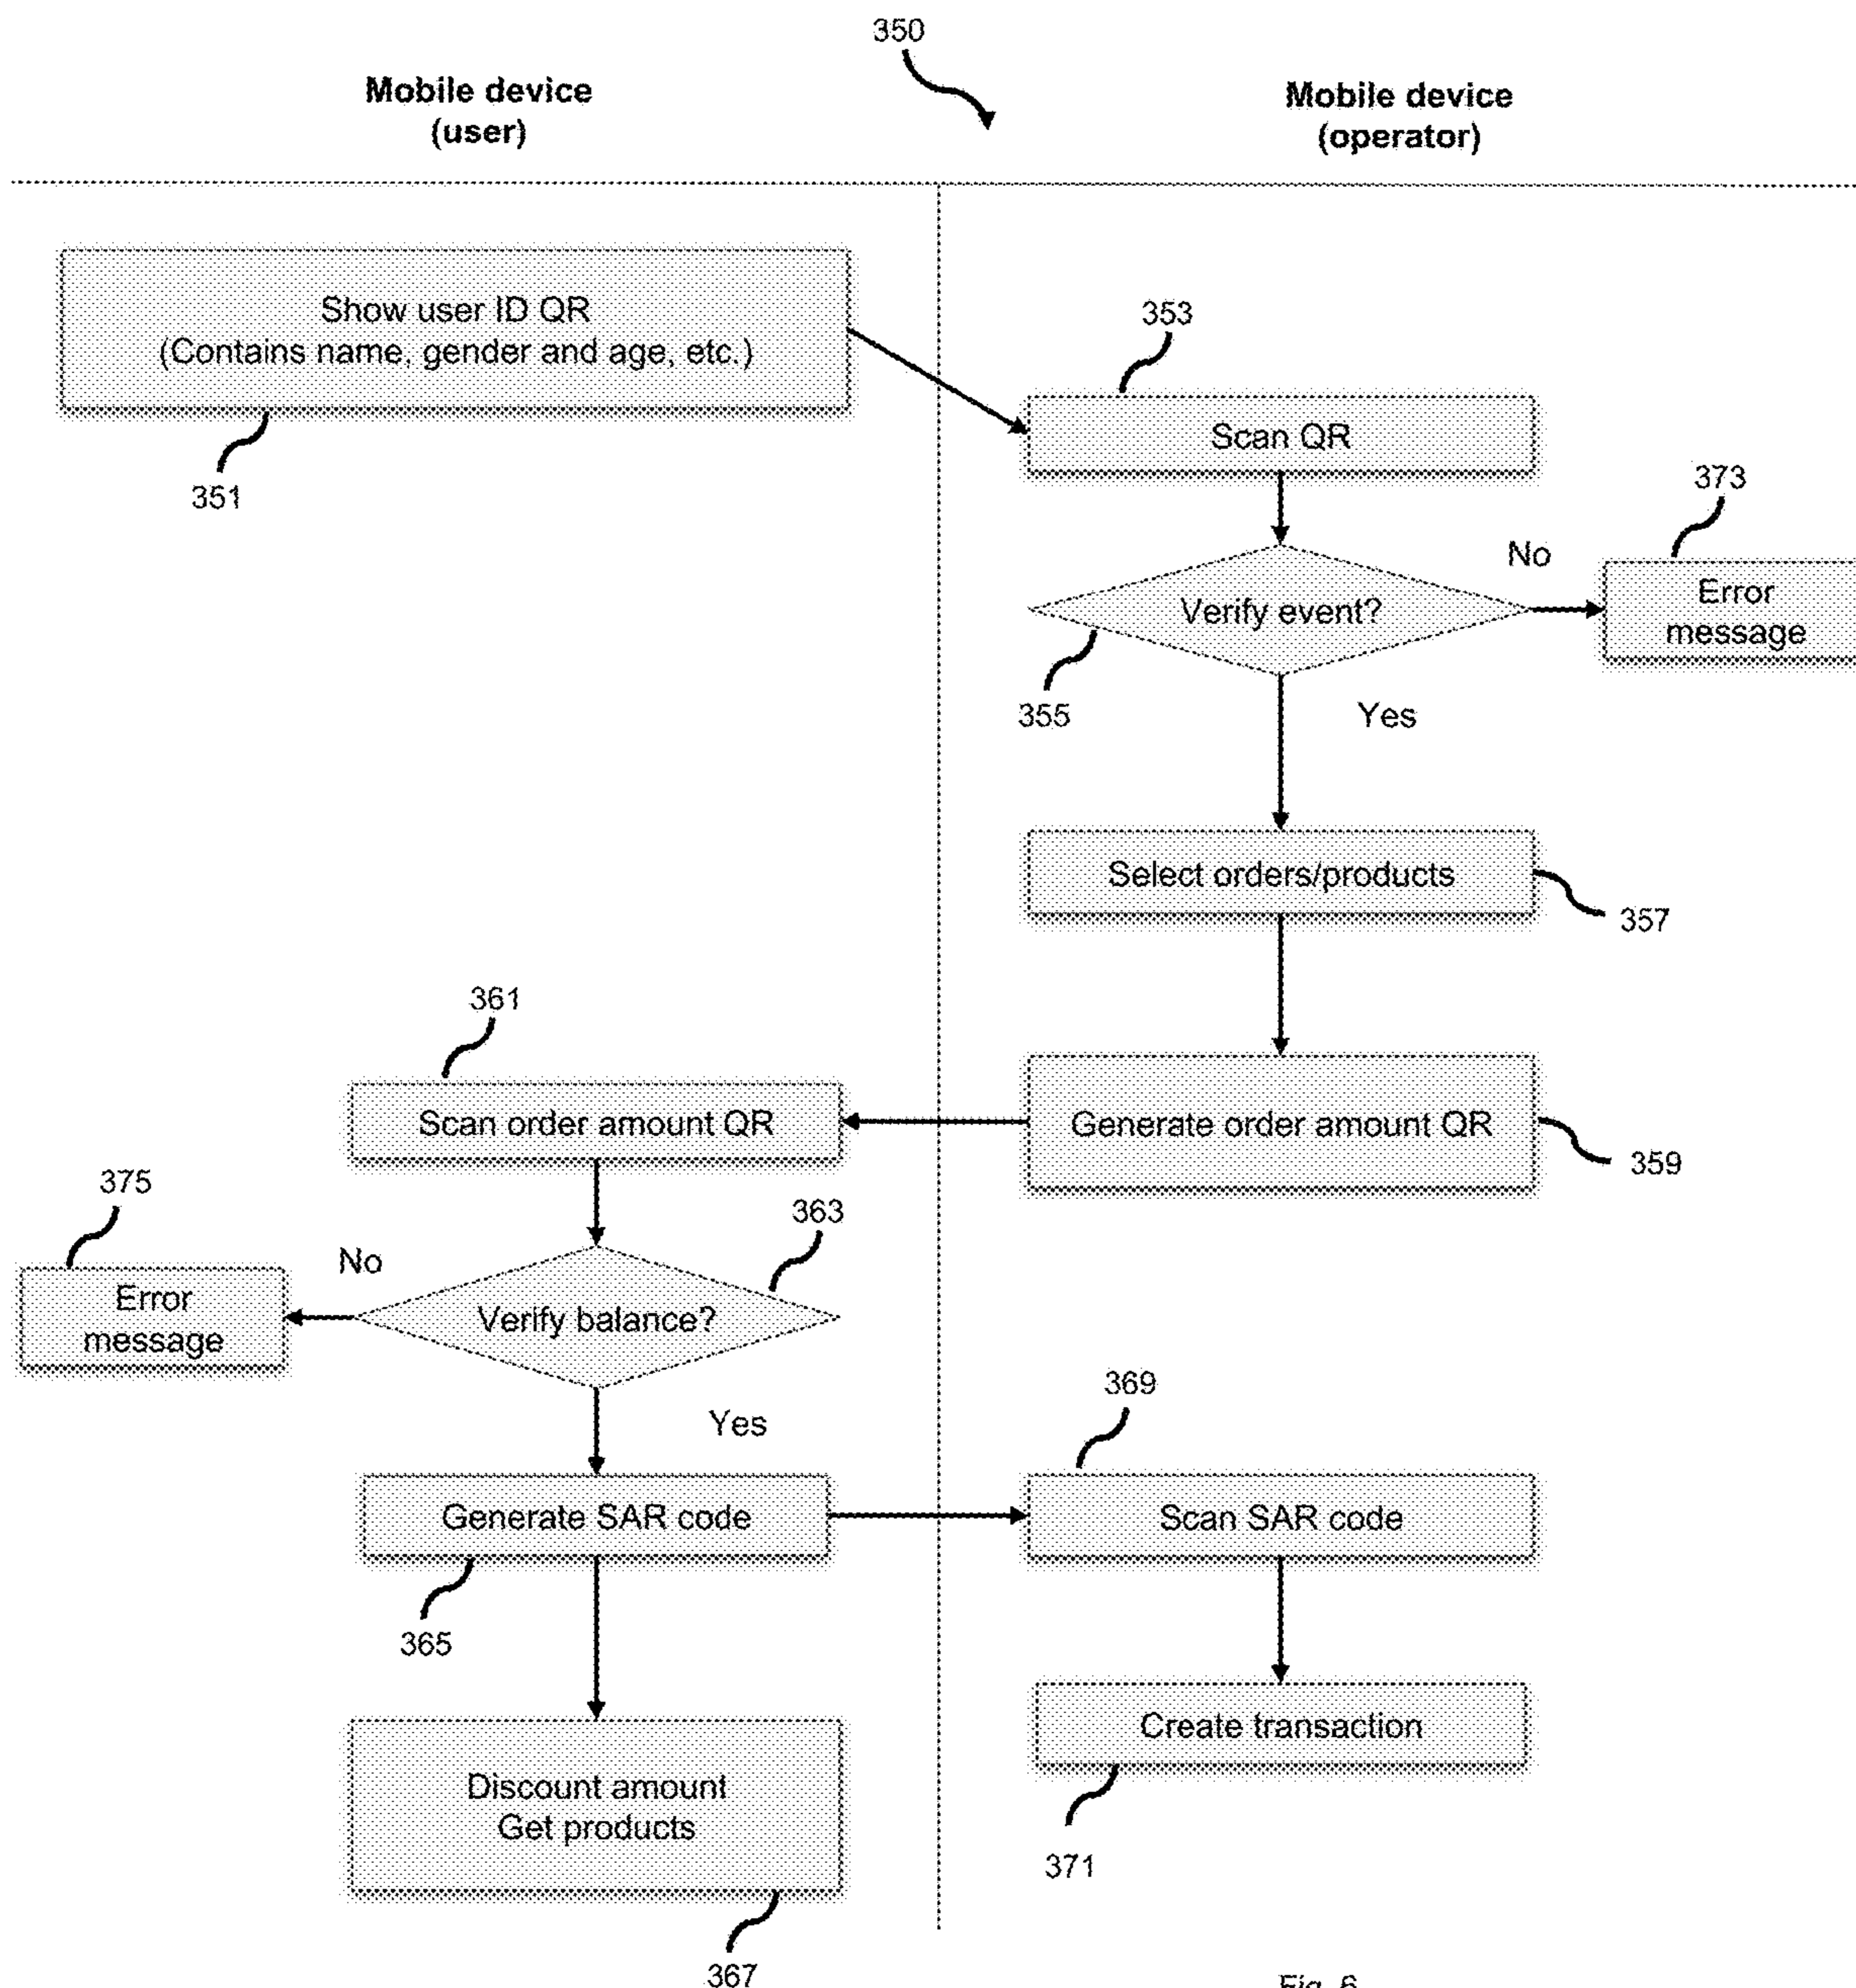 350
Mobile device
(user)
Mobile device
(operator)
Show user ID QR
(Contains name, gender and age, etc.)
351
353
Scan QR
373
No
Error
message
Verify event?
355
Yes
Select orders/products
357
361
Scan order amount QR
Generate order amount QR
359
375
363
No
Error
message
Verify balance?
369
Yes
Generate SAR code
Scan SAR code
365
Create transaction
Discount amount
Get products
371
367
Fig. 6